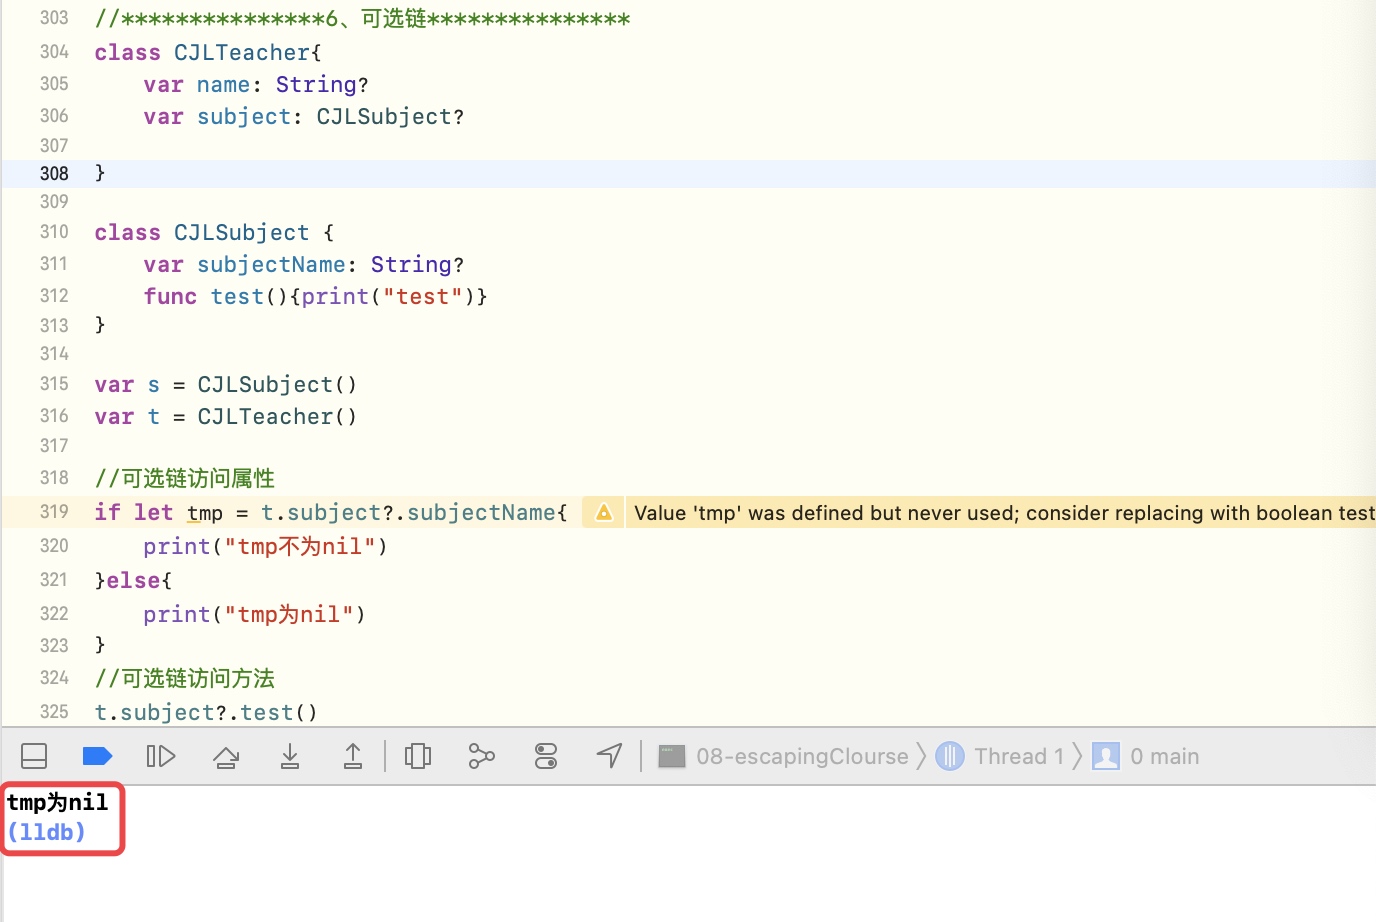 303 //***************6、可选链***************
304 class CJLTeacher{
305 var name: String?
306 var subject: CJLSubject?
307
308 }
309
310 class CJLSubject {
311 var subjectName: String?
312 func test(){print("test")}
313 }
314
315 var s = CJLSubject()
316 var t = CJLTeacher()
317
318 //可选链访问属性
319 if let tmp = t.subject?.subjectName{ Value 'tmp' was defined but never used; consider replacing with boolean test
320 print("tmp不为nil")
321 }else{
322 print("tmp为nil")
323 }
324 //可选链访问方法
325 t.subject?.test()
08-escapingClourse Thread 1 0 main
tmp为nil
(lldb)